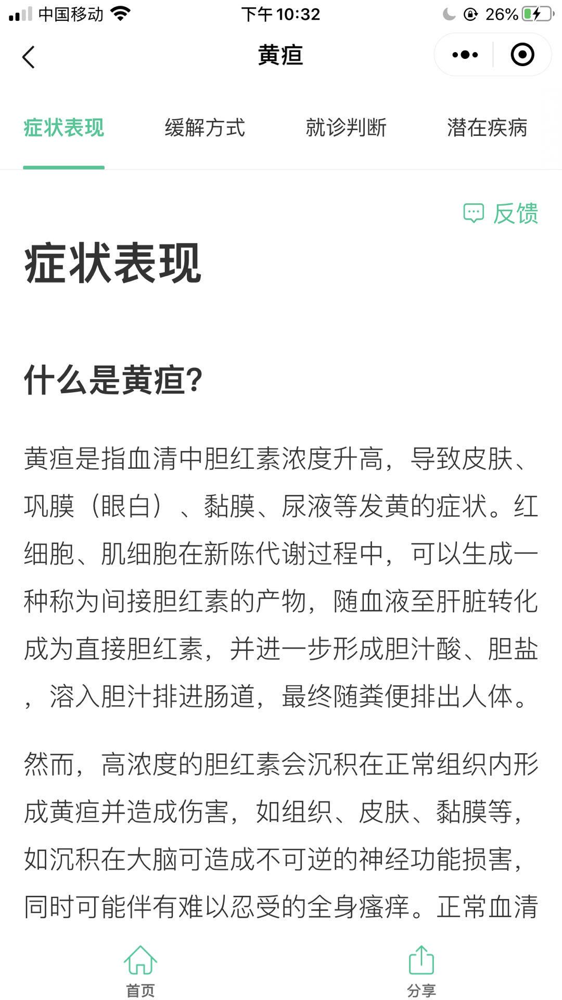 中国移动 下午10:32 26%
黄疸
症状表现 缓解方式 就诊判断 潜在疾病
反馈
症状表现
什么是黄疸?
黄疸是指血清中胆红素浓度升高，导致皮肤、
巩膜（眼白）、黏膜、尿液等发黄的症状。红
细胞、肌细胞在新陈代谢过程中，可以生成一
种称为间接胆红素的产物，随血液至肝脏转化
成为直接胆红素，并进一步形成胆汁酸、胆盐
，溶入胆汁排进肠道，最终随粪便排出人体。
然而，高浓度的胆红素会沉积在正常组织内形
成黄疸并造成伤害，如组织、皮肤、黏膜等，
如沉积在大脑可造成不可逆的神经功能损害，
同时可能伴有难以忍受的全身瘙痒。正常血清
首页 分享